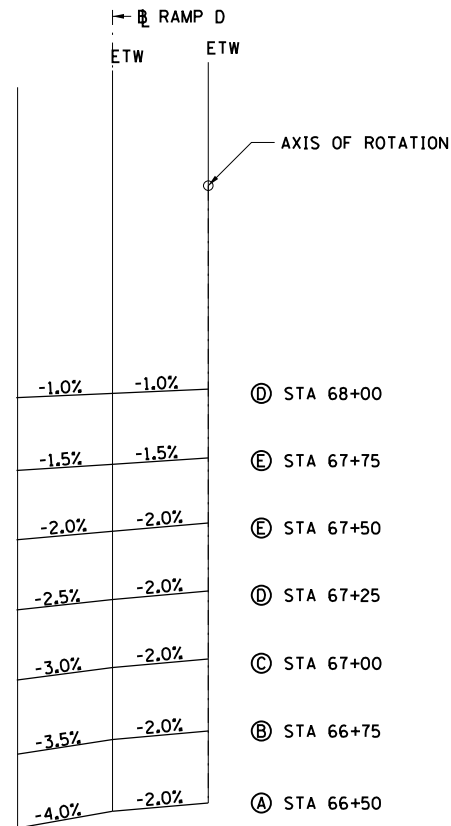 ℄ RAMP D
ETW
ETW
AXIS OF ROTATION
-1.0% -1.0% Ⓓ STA 68+00
-1.5% -1.5% Ⓔ STA 67+75
-2.0% -2.0% Ⓔ STA 67+50
-2.5% -2.0% Ⓓ STA 67+25
-3.0% -2.0% Ⓒ STA 67+00
-3.5% -2.0% Ⓑ STA 66+75
-4.0% -2.0% Ⓐ STA 66+50